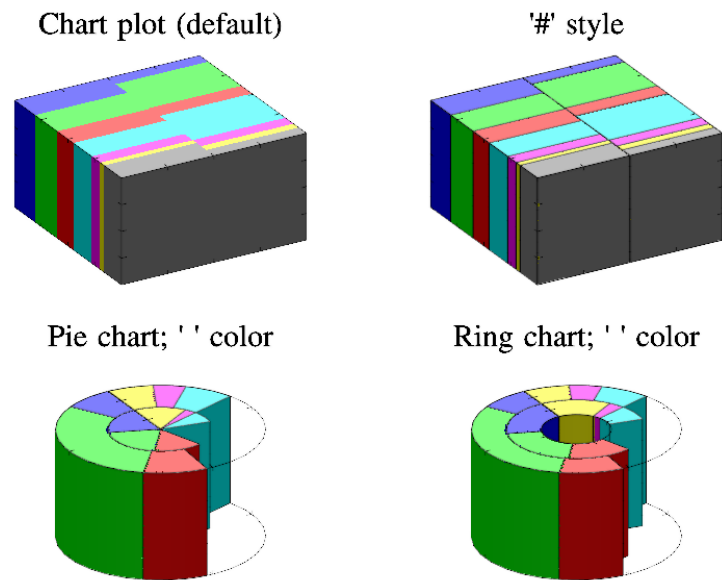 Chart plot (default)
'#' style
Pie chart; ' ' color
Ring chart; ' ' color